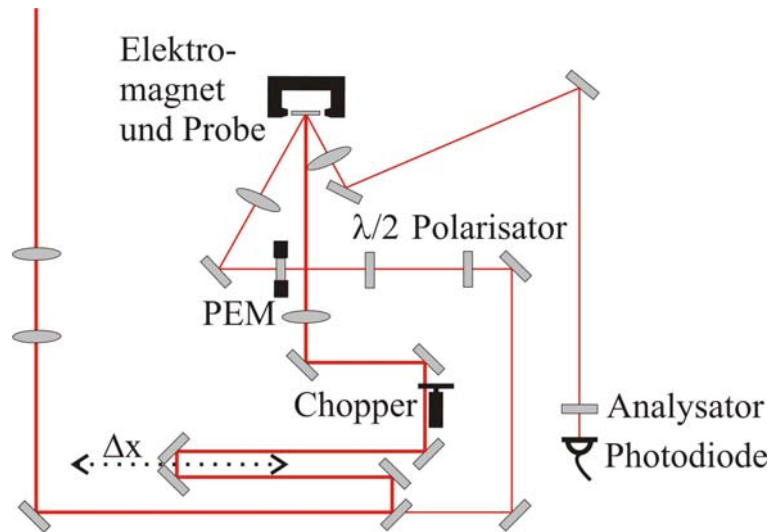 Elektro-
magnet
und Probe
λ/2 Polarisator
PEM
Chopper
Δx
Analysator
Photodiode